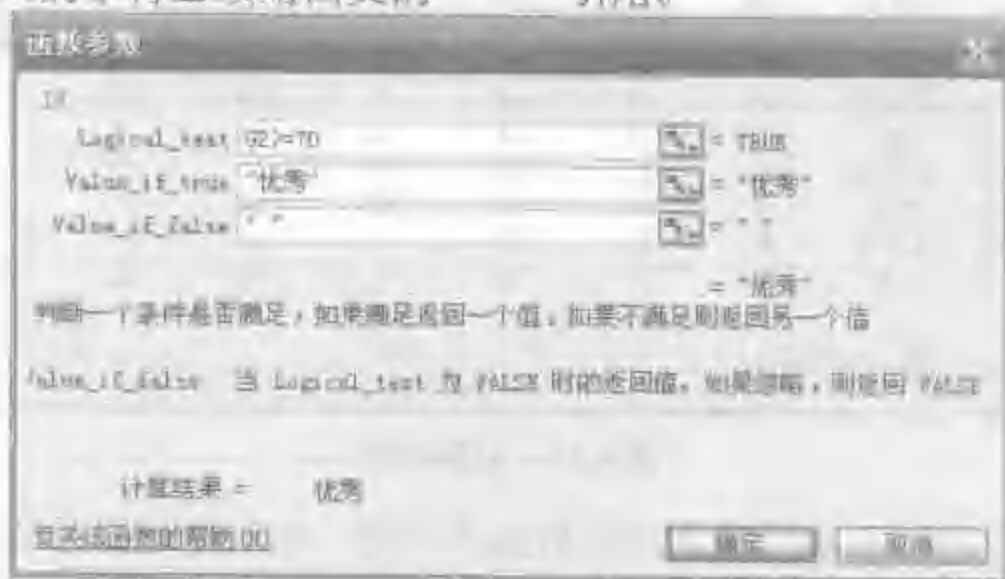 函数参数
IF
Logical_test G2>=70 = TRUE
Value_if_true "优秀" = "优秀"
Value_if_false " " = " "
= "优秀"
判断一个条件是否满足，如果满足返回一个值，如果不满足则返回另一个值
Value_if_false 当 Logical_test 为 FALSE 时的返回值。如果忽略，则返回 FALSE
计算结果 = 优秀
有关该函数的帮助(H)
确定 取消